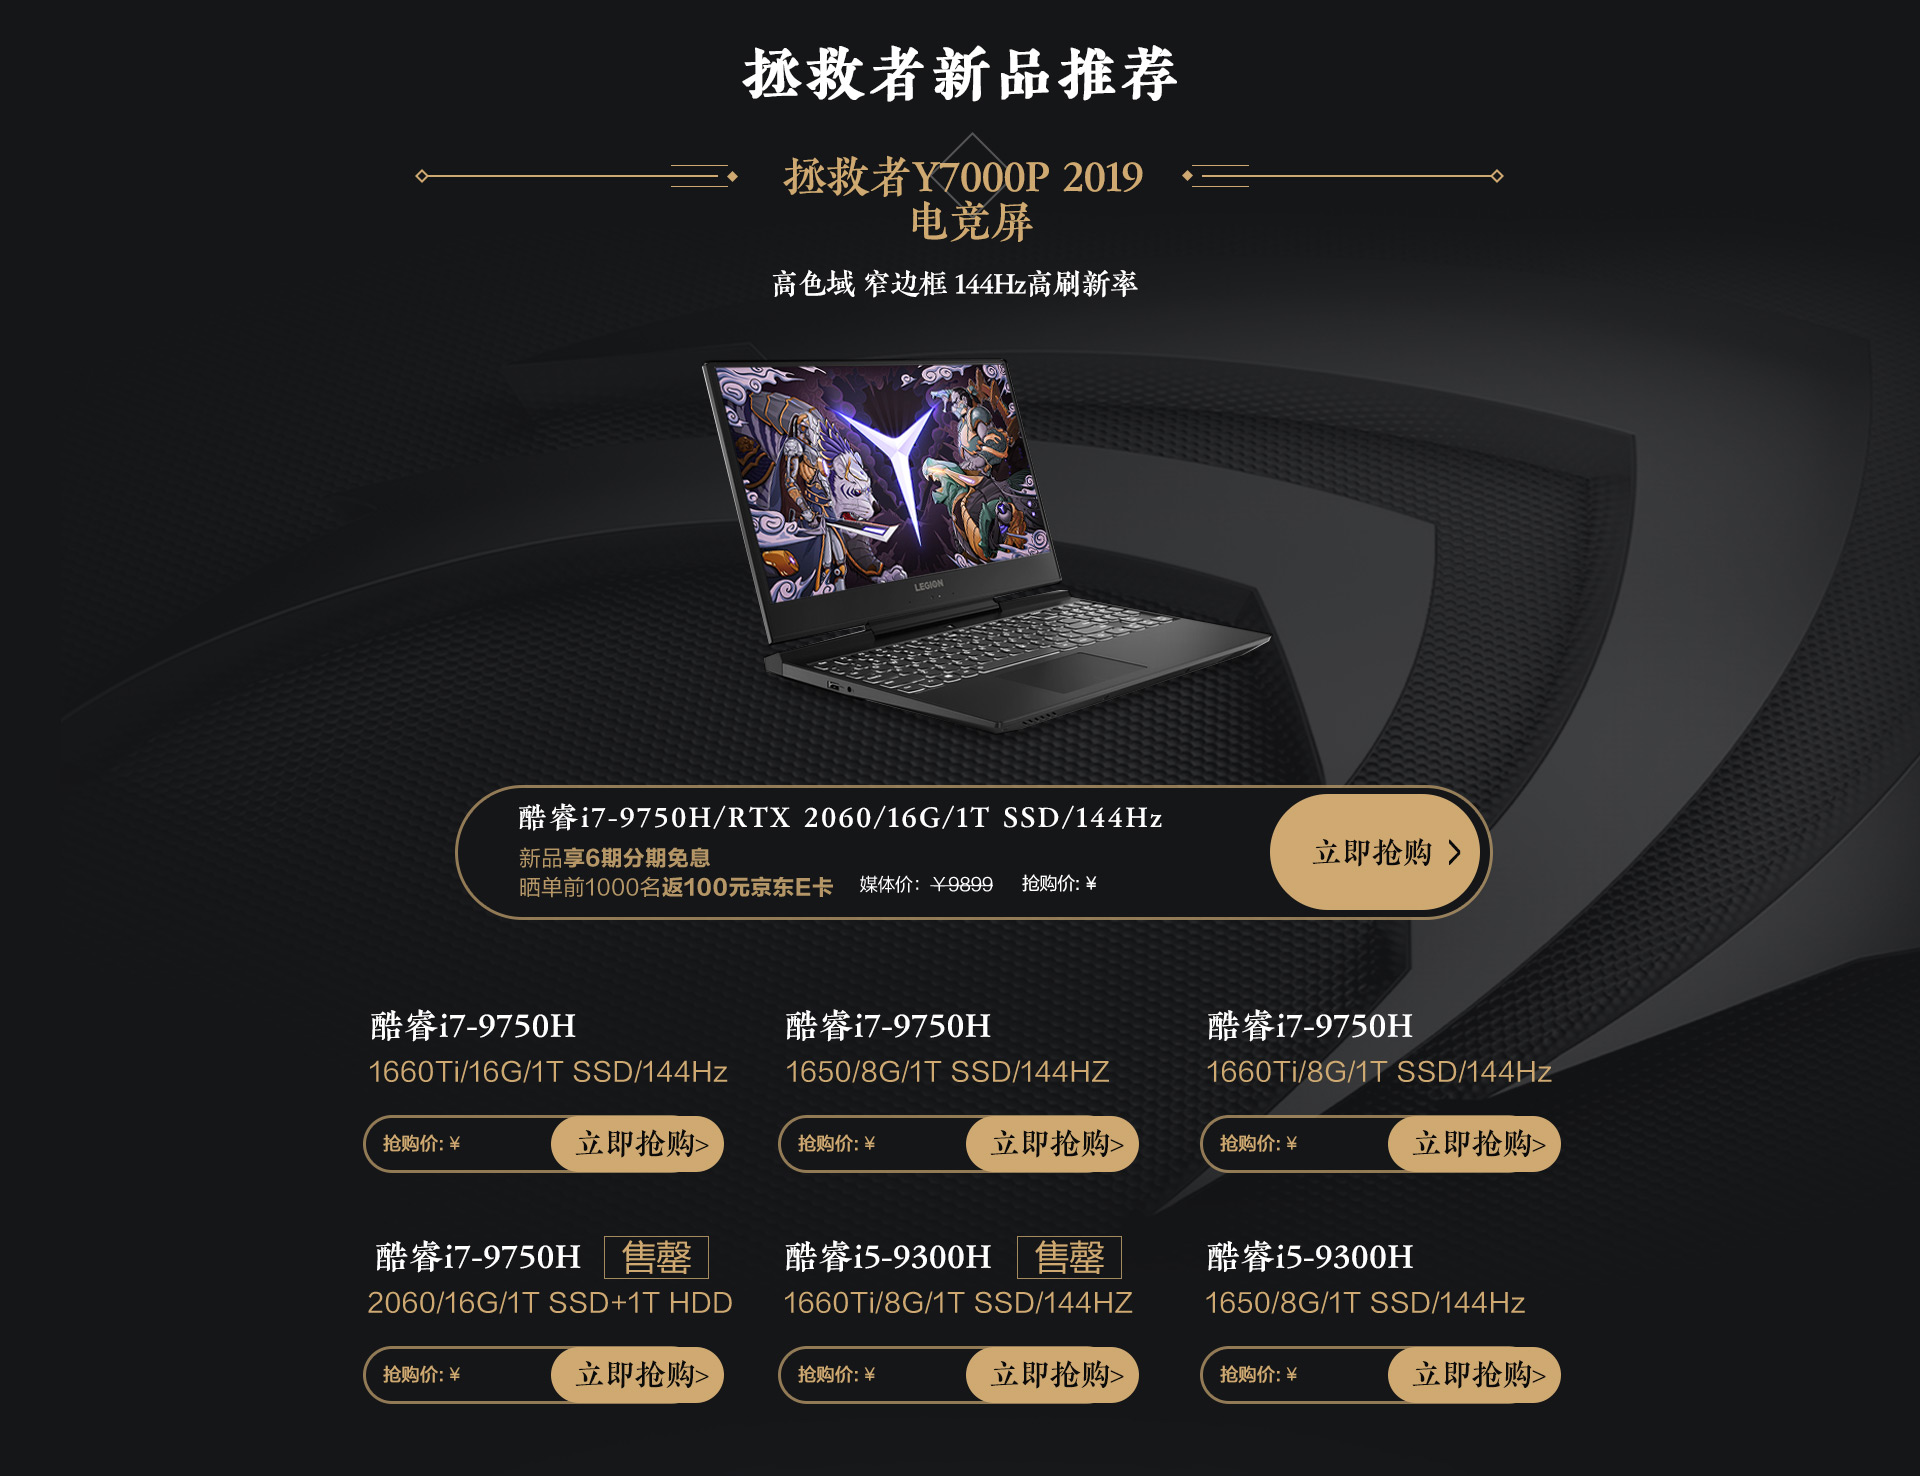 拯救者新品推荐
拯救者Y7000P 2019
电竞屏
高色域 窄边框 144Hz高刷新率
LEGION
酷睿i7-9750H/RTX 2060/16G/1T SSD/144Hz
新品享6期分期免息
晒单前1000名返100元京东E卡 媒体价: ￥9899 抢购价: ¥
立即抢购 >
酷睿i7-9750H
1660Ti/16G/1T SSD/144Hz
抢购价: ¥ 立即抢购>
酷睿i7-9750H
1650/8G/1T SSD/144HZ
抢购价: ¥ 立即抢购>
酷睿i7-9750H
1660Ti/8G/1T SSD/144Hz
抢购价: ¥ 立即抢购>
酷睿i7-9750H 售罄
2060/16G/1T SSD+1T HDD
抢购价: ¥ 立即抢购>
酷睿i5-9300H 售罄
1660Ti/8G/1T SSD/144HZ
抢购价: ¥ 立即抢购>
酷睿i5-9300H
1650/8G/1T SSD/144Hz
抢购价: ¥ 立即抢购>